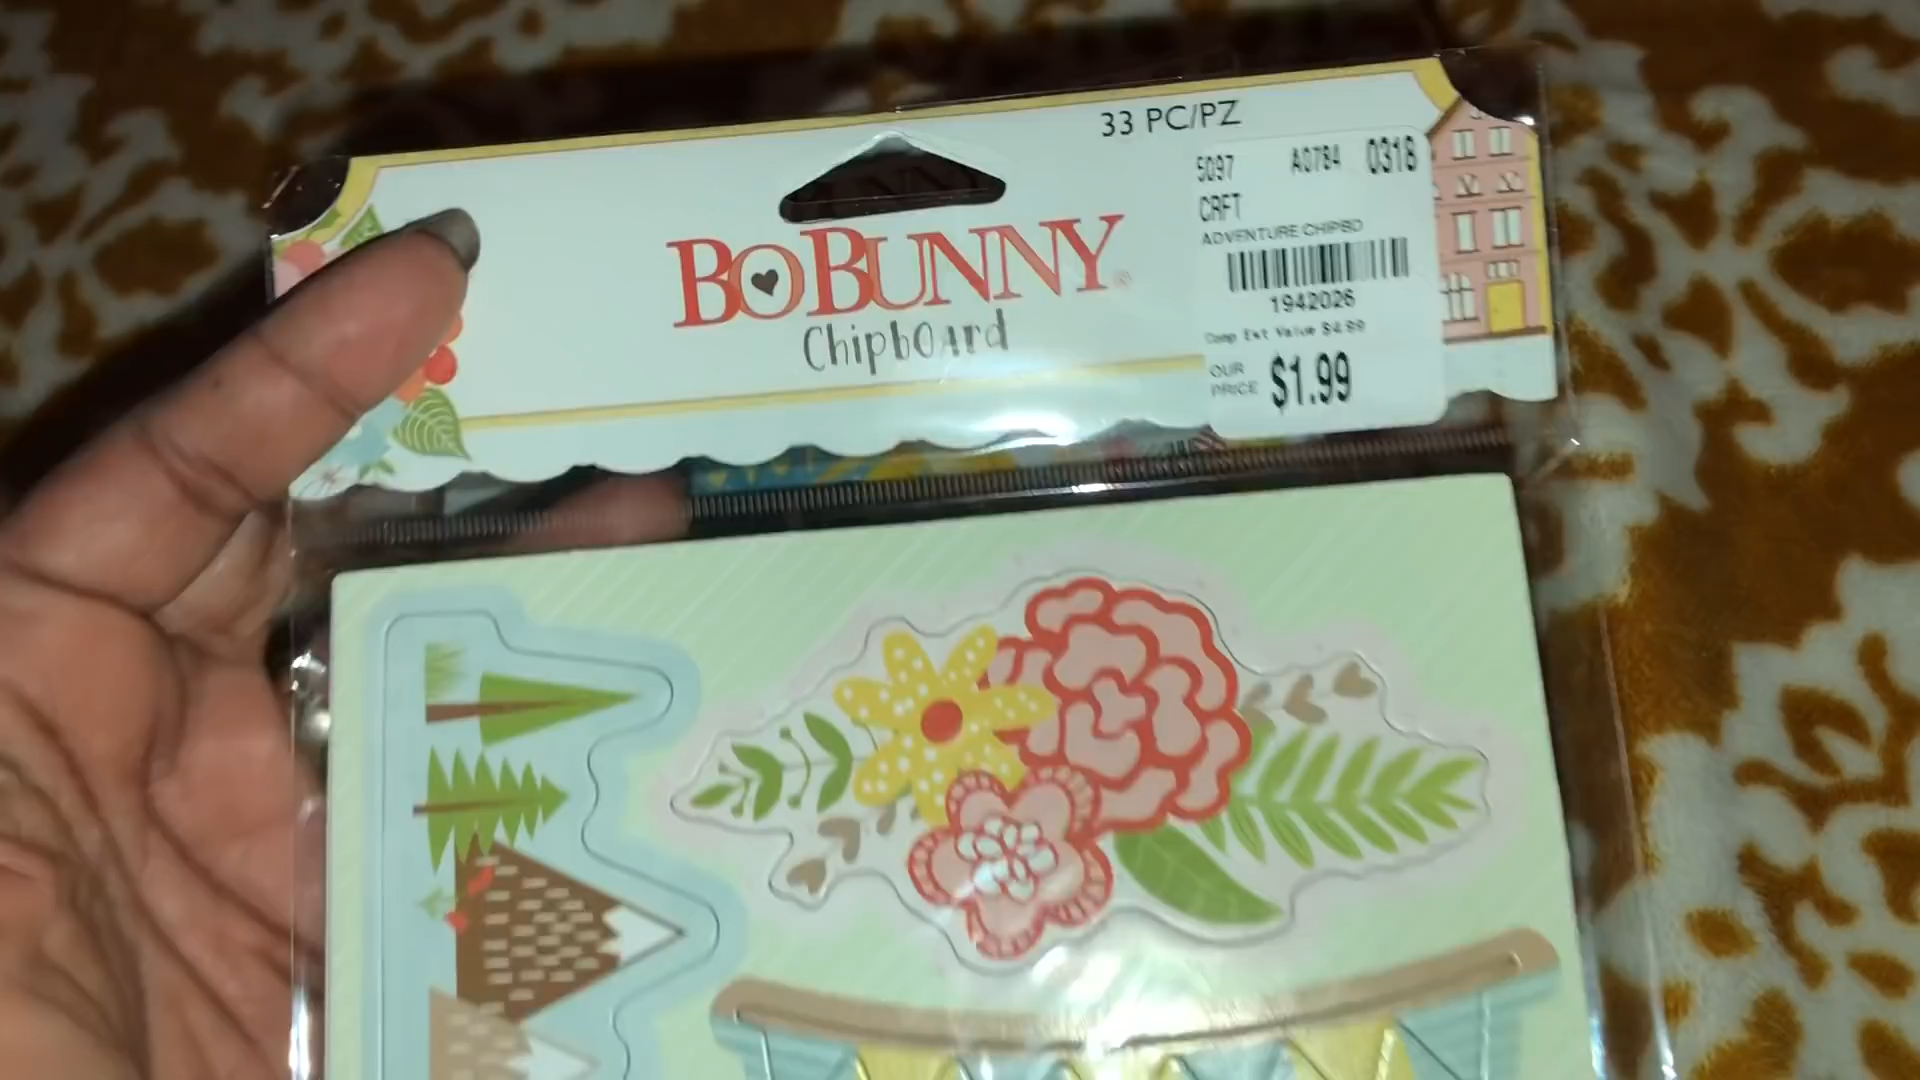 33 PC/PZ
5097 A0784 0318
CRFT
ADVENTURE CHIPBD
1942026
Comp Est Value $4.99
OUR PRICE $1.99
BOBUNNY®
Chipboard